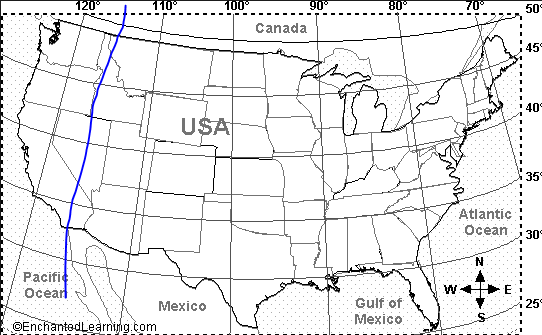 120° 110° 100° 90° 80° 70° 50°
Canada
45°
40°
USA
35°
Atlantic
Ocean
30°
Pacific
Ocean
N
W E
S
Mexico
Gulf of
Mexico
25°
©EnchantedLearning.com